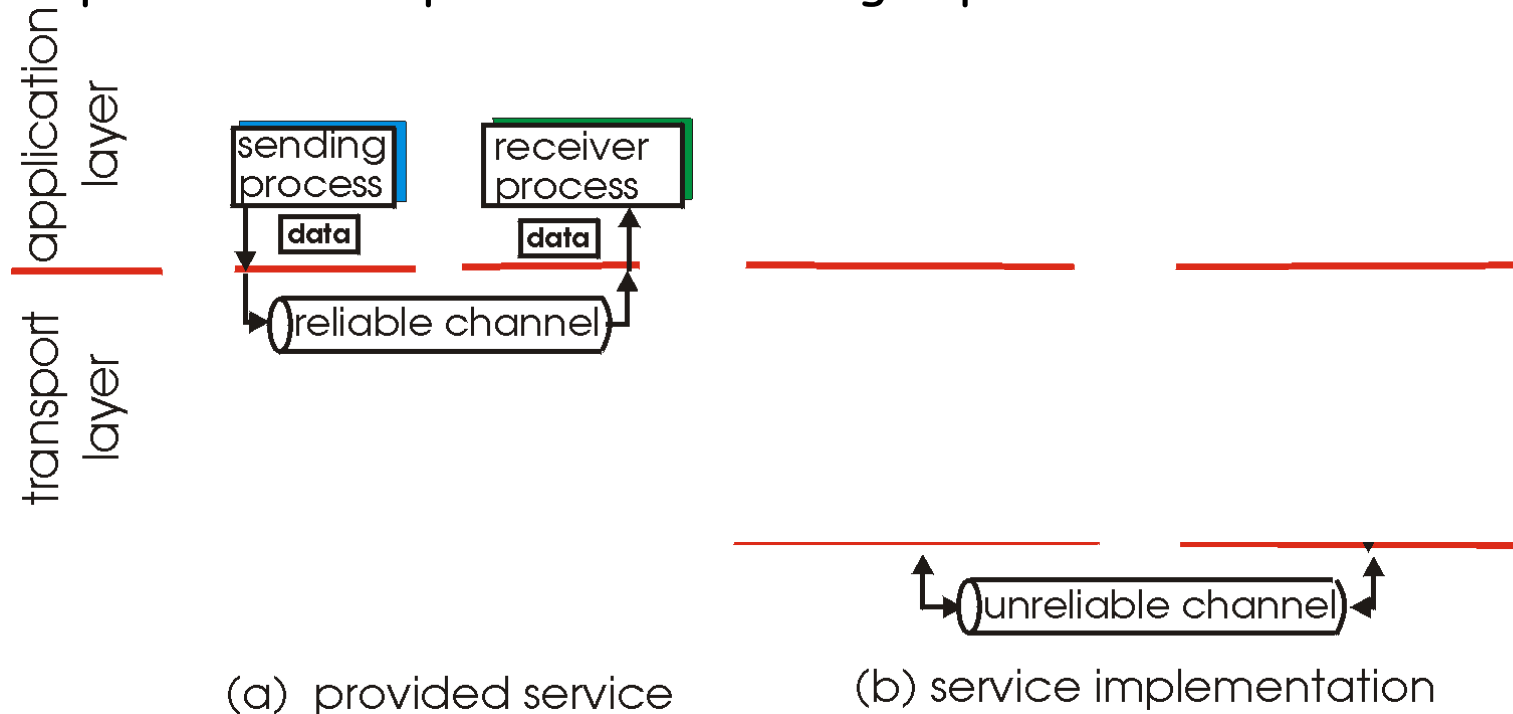 application
layer
sending
process
receiver
process
data
data
reliable channel
transport
layer
unreliable channel
(a) provided service
(b) service implementation